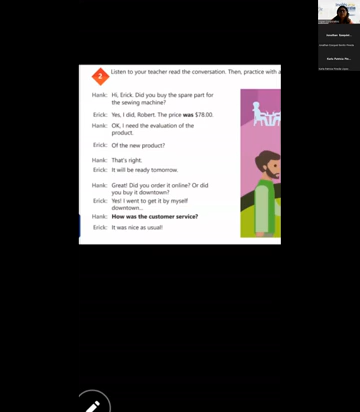 2
Listen to your teacher read the conversation. Then, practice with a
Hank: Hi, Erick. Did you buy the spare part for
the sewing machine?
Erick: Yes, I did, Robert. The price was $78.00.
Hank: OK, I need the evaluation of the
product.
Erick: Of the new product?
Hank: That's right.
Erick: It will be ready tomorrow.
Hank: Great! Did you order it online? Or did
you buy it downtown?
Erick: Yes! I went to get it by myself
downtown...
Hank: How was the customer service?
Erick: It was nice as usual!